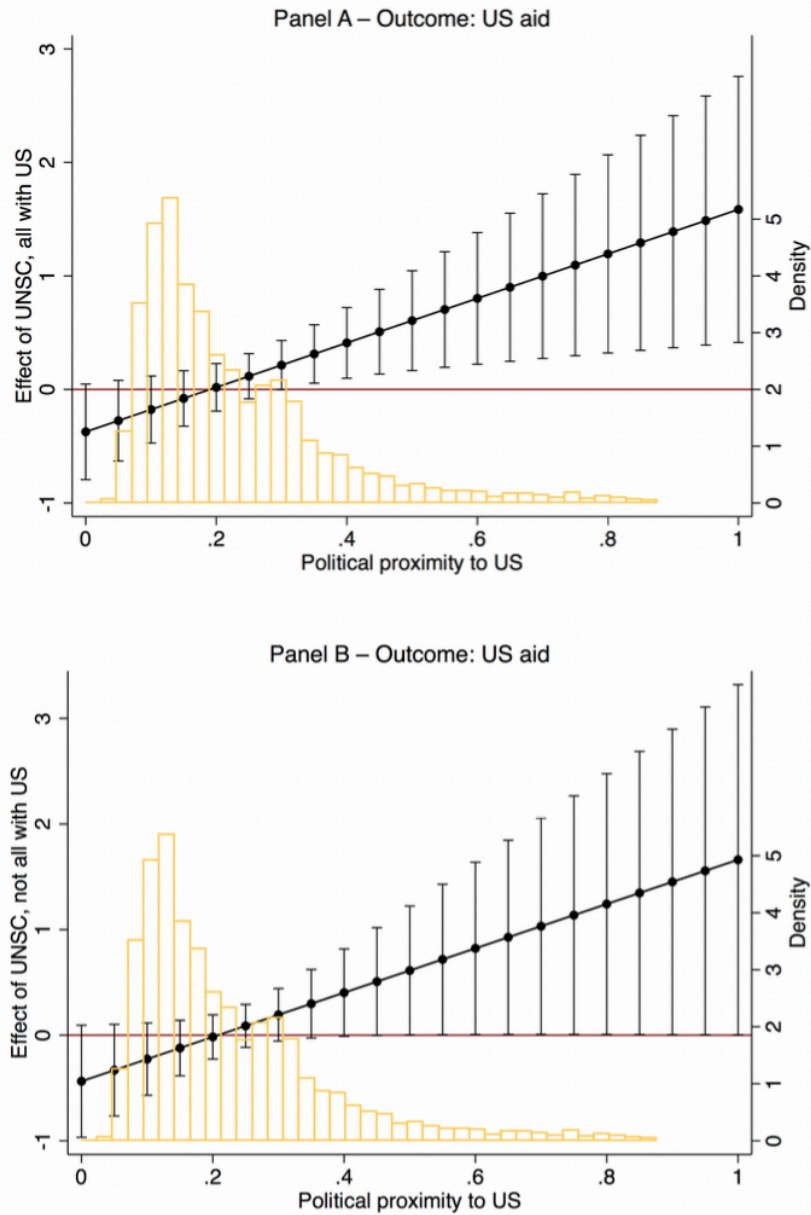 Panel A – Outcome: US aid
Effect of UNSC, all with US
3
2
1
0
-1
5
4
3
2
1
0
Density
0 .2 .4 .6 .8 1
Political proximity to US
Panel B – Outcome: US aid
Effect of UNSC, not all with US
3
2
1
0
-1
5
4
3
2
1
0
Density
0 .2 .4 .6 .8 1
Political proximity to US